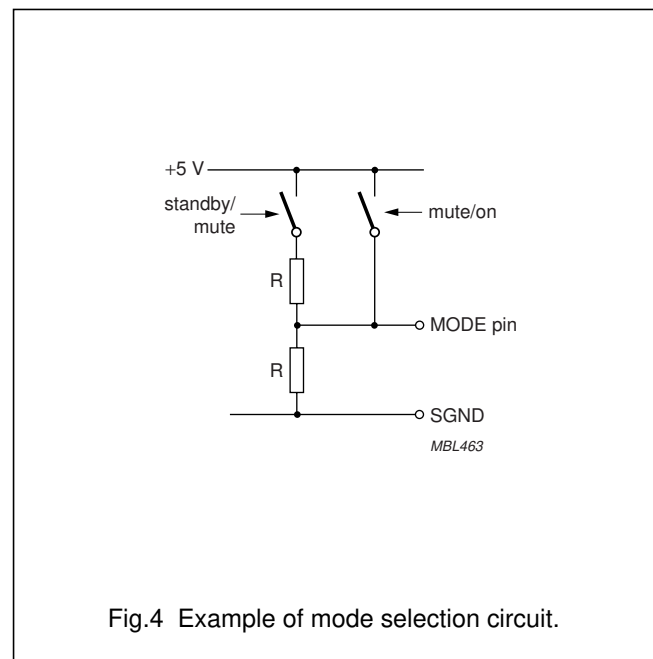 +5 V
standby/
mute
mute/on
R
MODE pin
R
SGND
MBL463
Fig.4 Example of mode selection circuit.